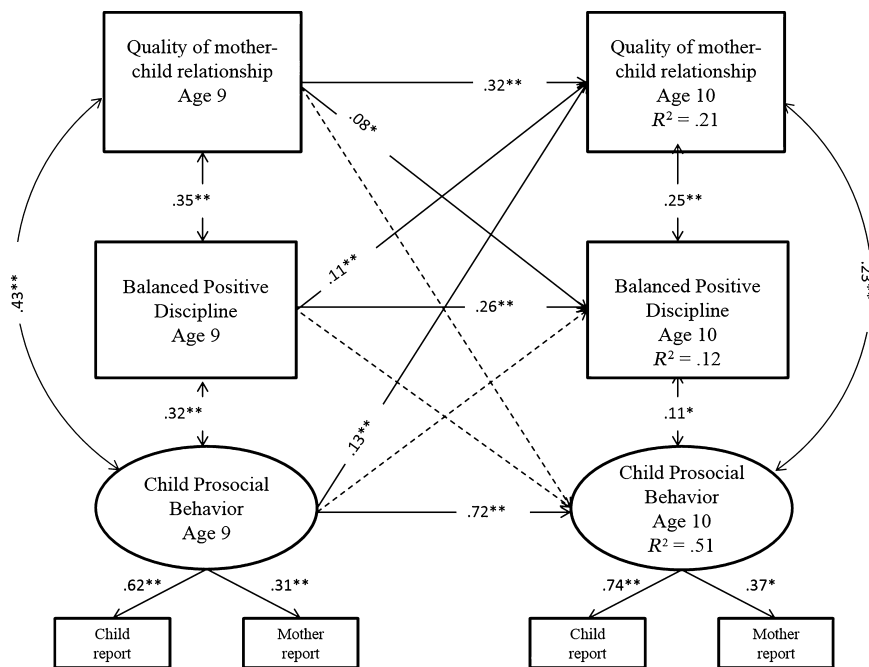 Quality of mother-
child relationship
Age 9
Quality of mother-
child relationship
Age 10
R² = .21
.32**
.08*
.35**
.25**
.43**
.11**
Balanced Positive
Discipline
Age 9
.26**
Balanced Positive
Discipline
Age 10
R² = .12
.32**
.13**
.11*
Child Prosocial
Behavior
Age 9
.72**
Child Prosocial
Behavior
Age 10
R² = .51
.62**
.31**
.74**
.37*
Child
report
Mother
report
Child
report
Mother
report